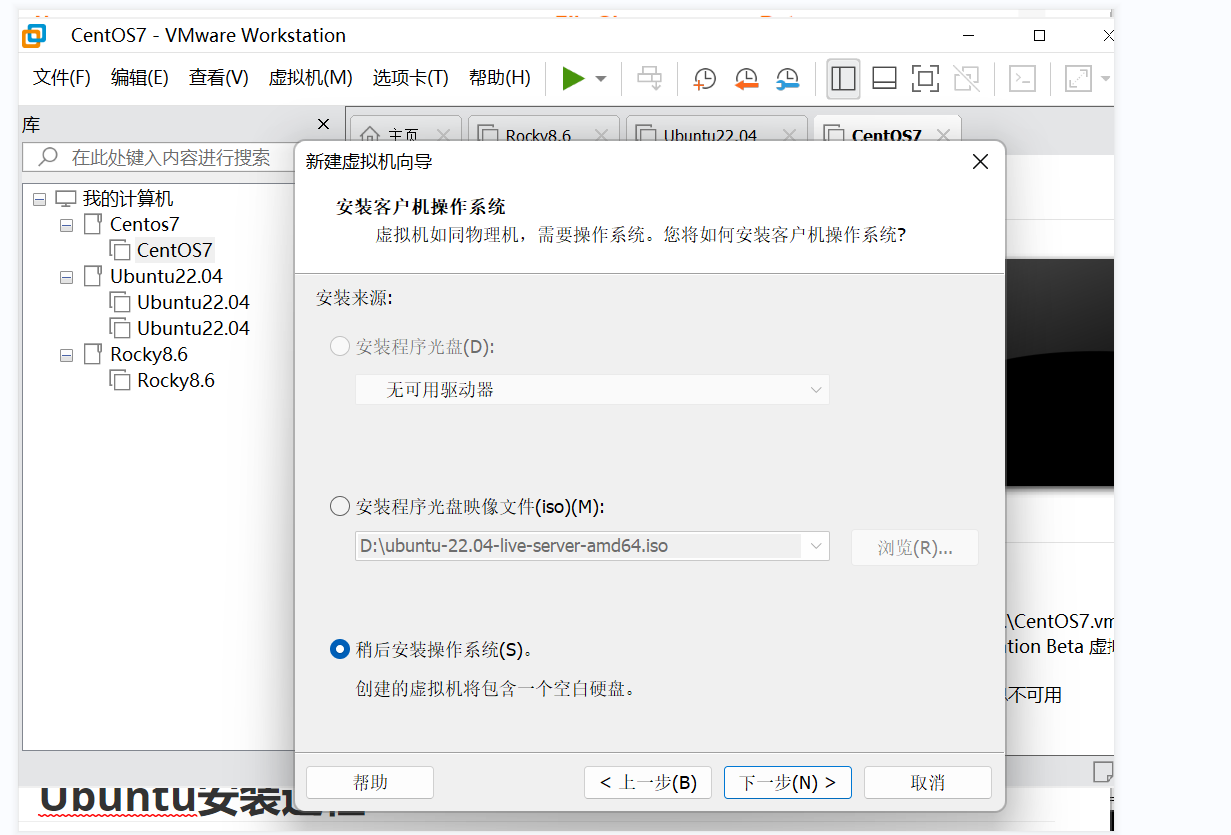 CentOS7 - VMware Workstation
文件(F) 编辑(E) 查看(V) 虚拟机(M) 选项卡(T) 帮助(H)
库
主页 Rocky8.6 Ubuntu22.04 CentOS7
在此处键入内容进行搜索
我的计算机
Centos7
CentOS7
Ubuntu22.04
Ubuntu22.04
Ubuntu22.04
Rocky8.6
Rocky8.6
新建虚拟机向导
安装客户机操作系统
虚拟机如同物理机，需要操作系统。您将如何安装客户机操作系统?
安装来源:
安装程序光盘(D):
无可用驱动器
安装程序光盘映像文件(iso)(M):
D:\ubuntu-22.04-live-server-amd64.iso
浏览(R)...
稍后安装操作系统(S)。
创建的虚拟机将包含一个空白硬盘。
\CentOS7.vm
tion Beta 虚拟
不可用
帮助 < 上一步(B) 下一步(N) > 取消
Ubuntu安装过程